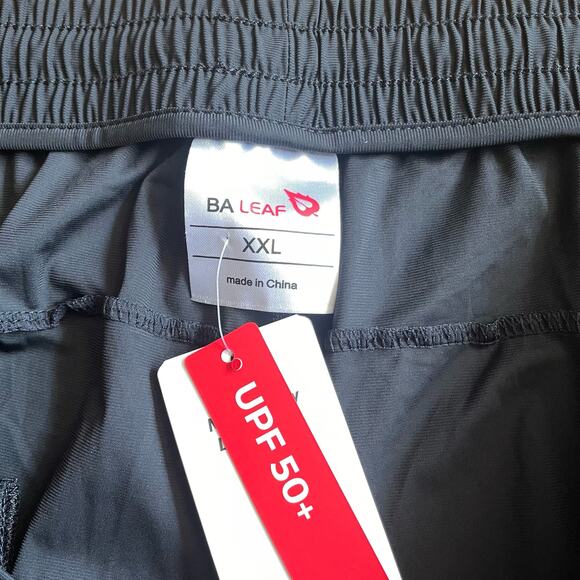 BA LEAF
XXL
made in China
UPF 50+